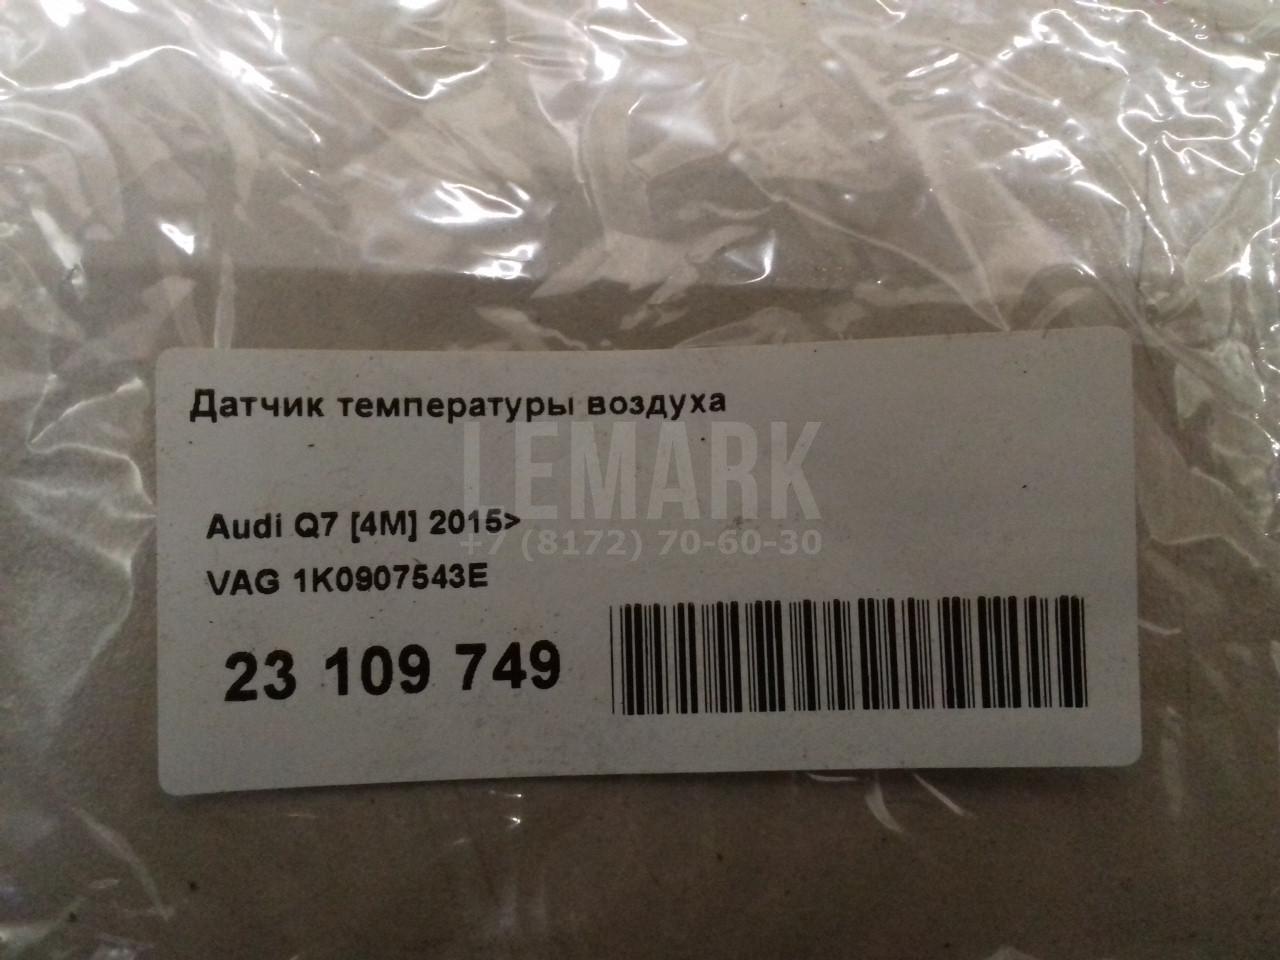 Датчик температуры воздуха
LEMARK
+7 (8172) 70-60-30
Audi Q7 [4M] 2015>
VAG 1K0907543E
23 109 749